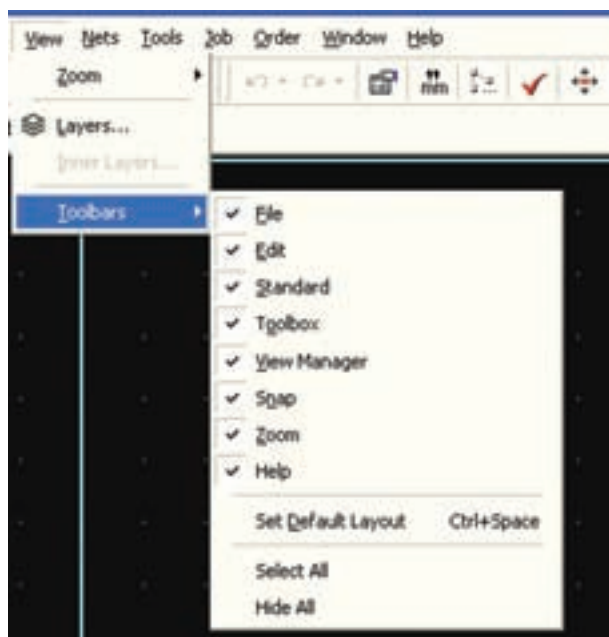 View Nets Tools Job Order Window Help
Zoom
mm
Layers...
Inner Layers...
Toolbars
File
Edit
Standard
Toolbox
View Manager
Snap
Zoom
Help
Set Default Layout Ctrl+Space
Select All
Hide All